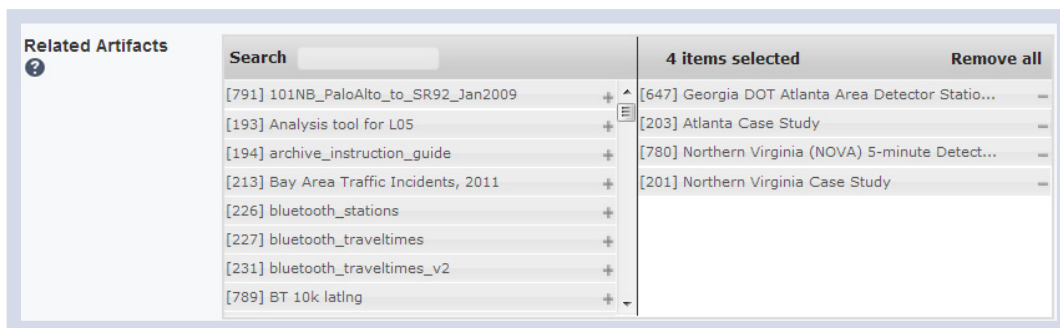 Related Artifacts
?
Search
[791] 101NB_PaloAlto_to_SR92_Jan2009
[193] Analysis tool for L05
[194] archive_instruction_guide
[213] Bay Area Traffic Incidents, 2011
[226] bluetooth_stations
[227] bluetooth_traveltimes
[231] bluetooth_traveltimes_v2
[789] BT 10k latlng
4 items selected Remove all
[647] Georgia DOT Atlanta Area Detector Statio...
[203] Atlanta Case Study
[780] Northern Virginia (NOVA) 5-minute Detect...
[201] Northern Virginia Case Study